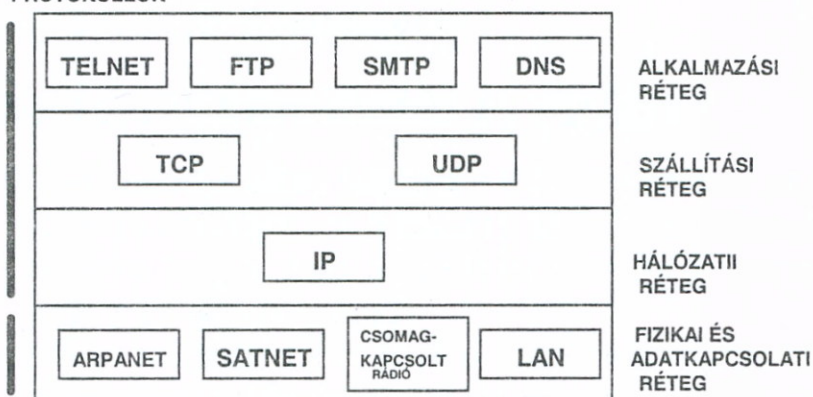 TELNET FTP SMTP DNS ALKALMAZÁSI
RÉTEG
TCP UDP SZÁLLÍTÁSI
RÉTEG
IP HÁLÓZATII
RÉTEG
ARPANET SATNET CSOMAG-
KAPCSOLT
RÁDIÓ
LAN FIZIKAI ÉS
ADATKAPCSOLATI
RÉTEG